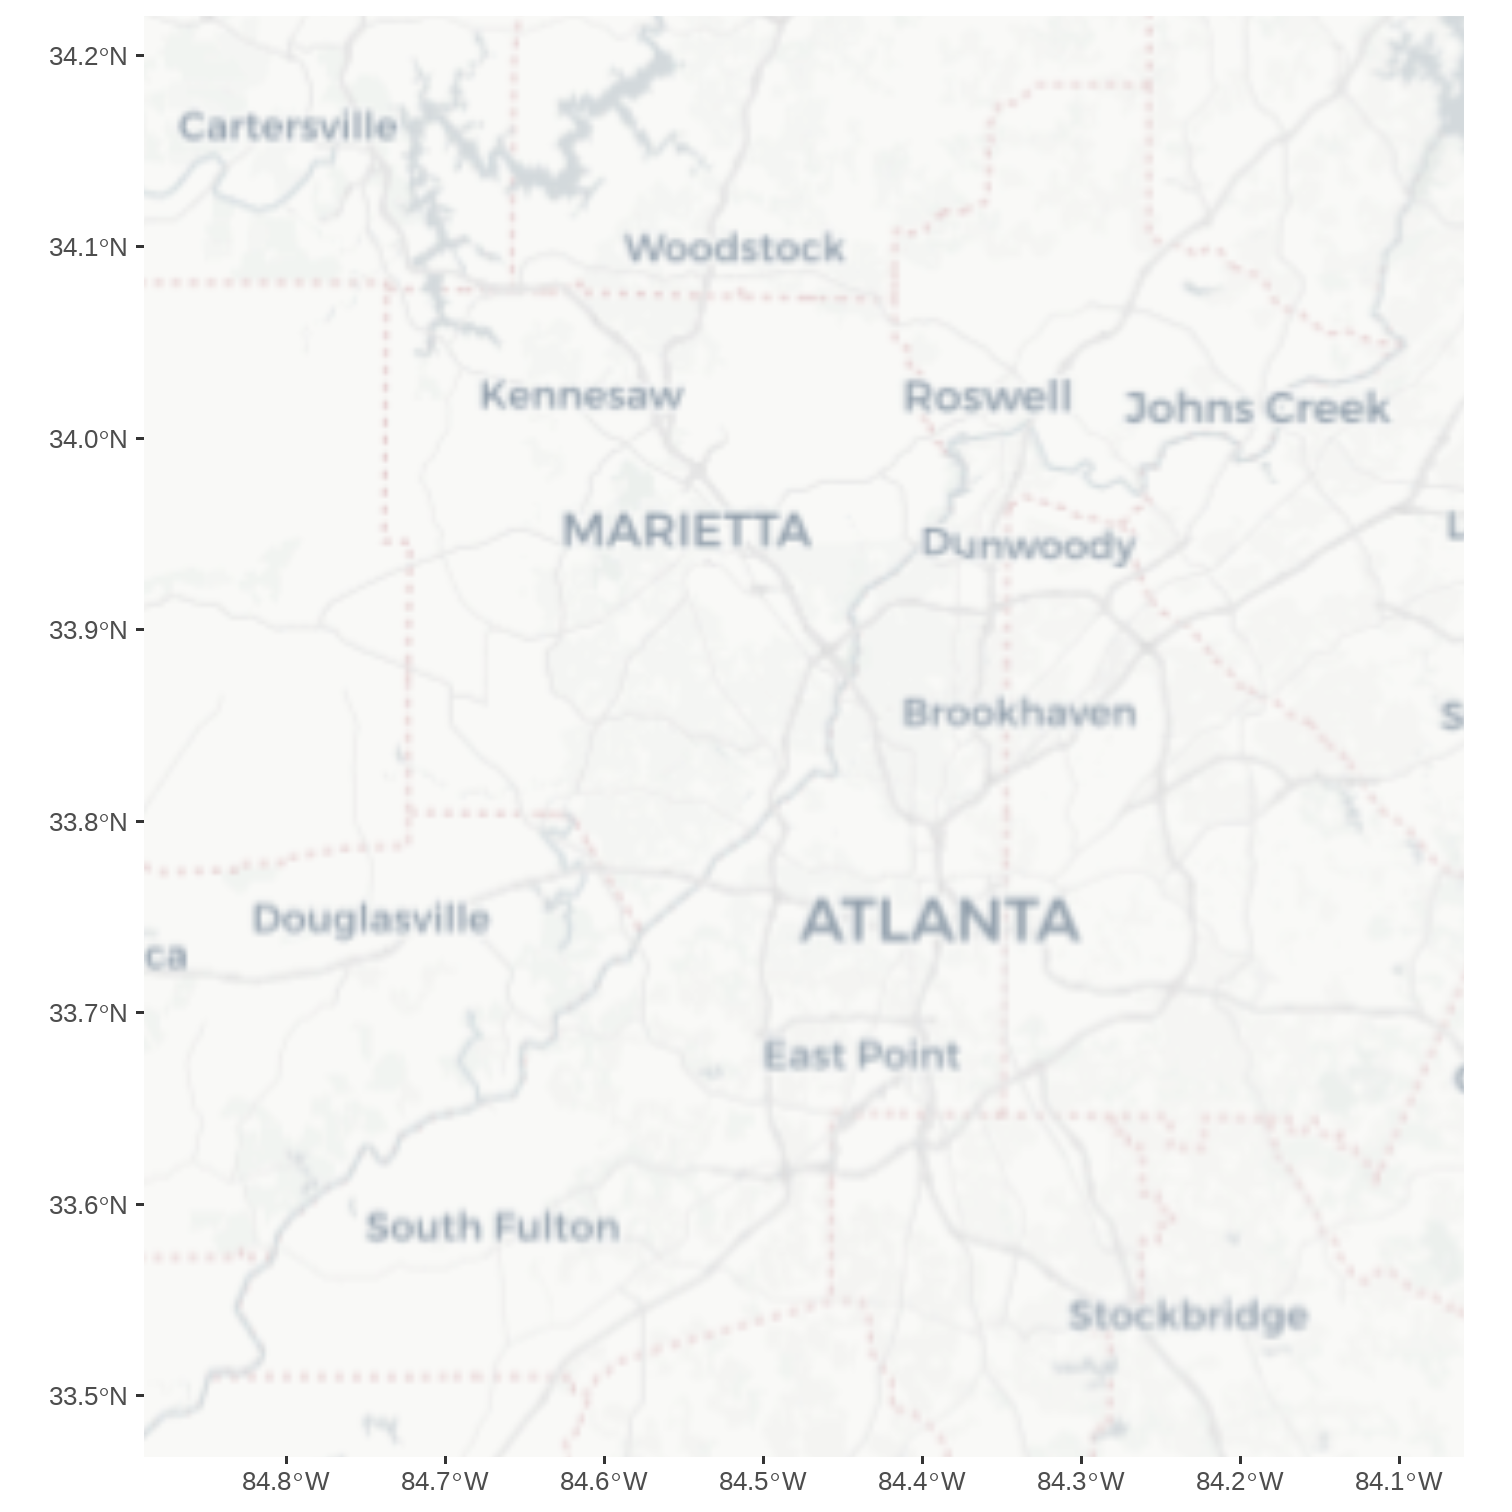 34.2°N
Cartersville
34.1°N
Woodstock
Kennesaw
Roswell
Johns Creek
34.0°N
MARIETTA
Dunwoody
L
33.9°N
Brookhaven
S
33.8°N
Douglasville
ATLANTA
ca
33.7°N
East Point
33.6°N
South Fulton
Stockbridge
33.5°N
84.8°W 84.7°W 84.6°W 84.5°W 84.4°W 84.3°W 84.2°W 84.1°W